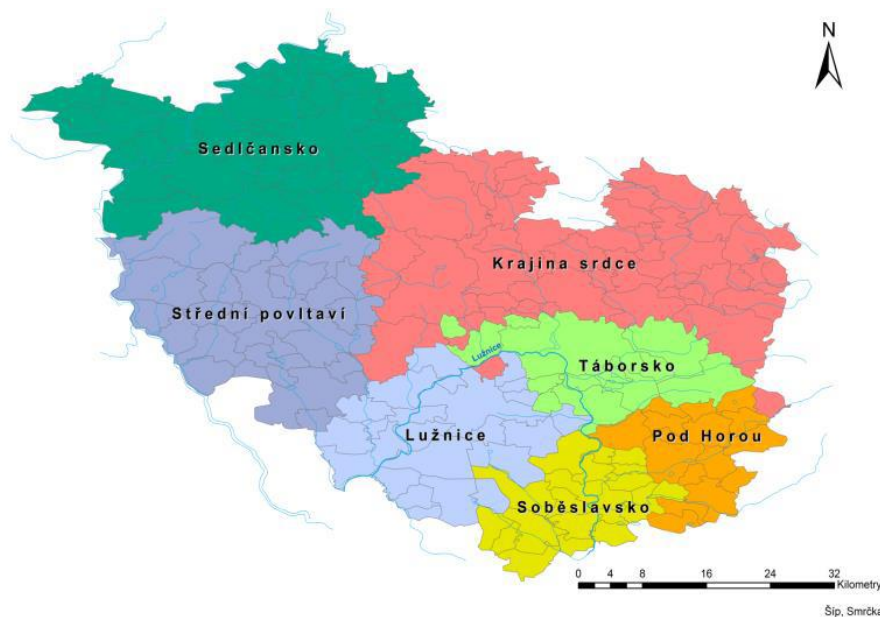 N
Sedlčansko
Krajina srdce
Střední povltaví
Lužnice
Táborsko
Lužnice
Pod Horou
Soběslavsko
0 4 8 16 24 32
Kilometry
Šíp, Smrčka